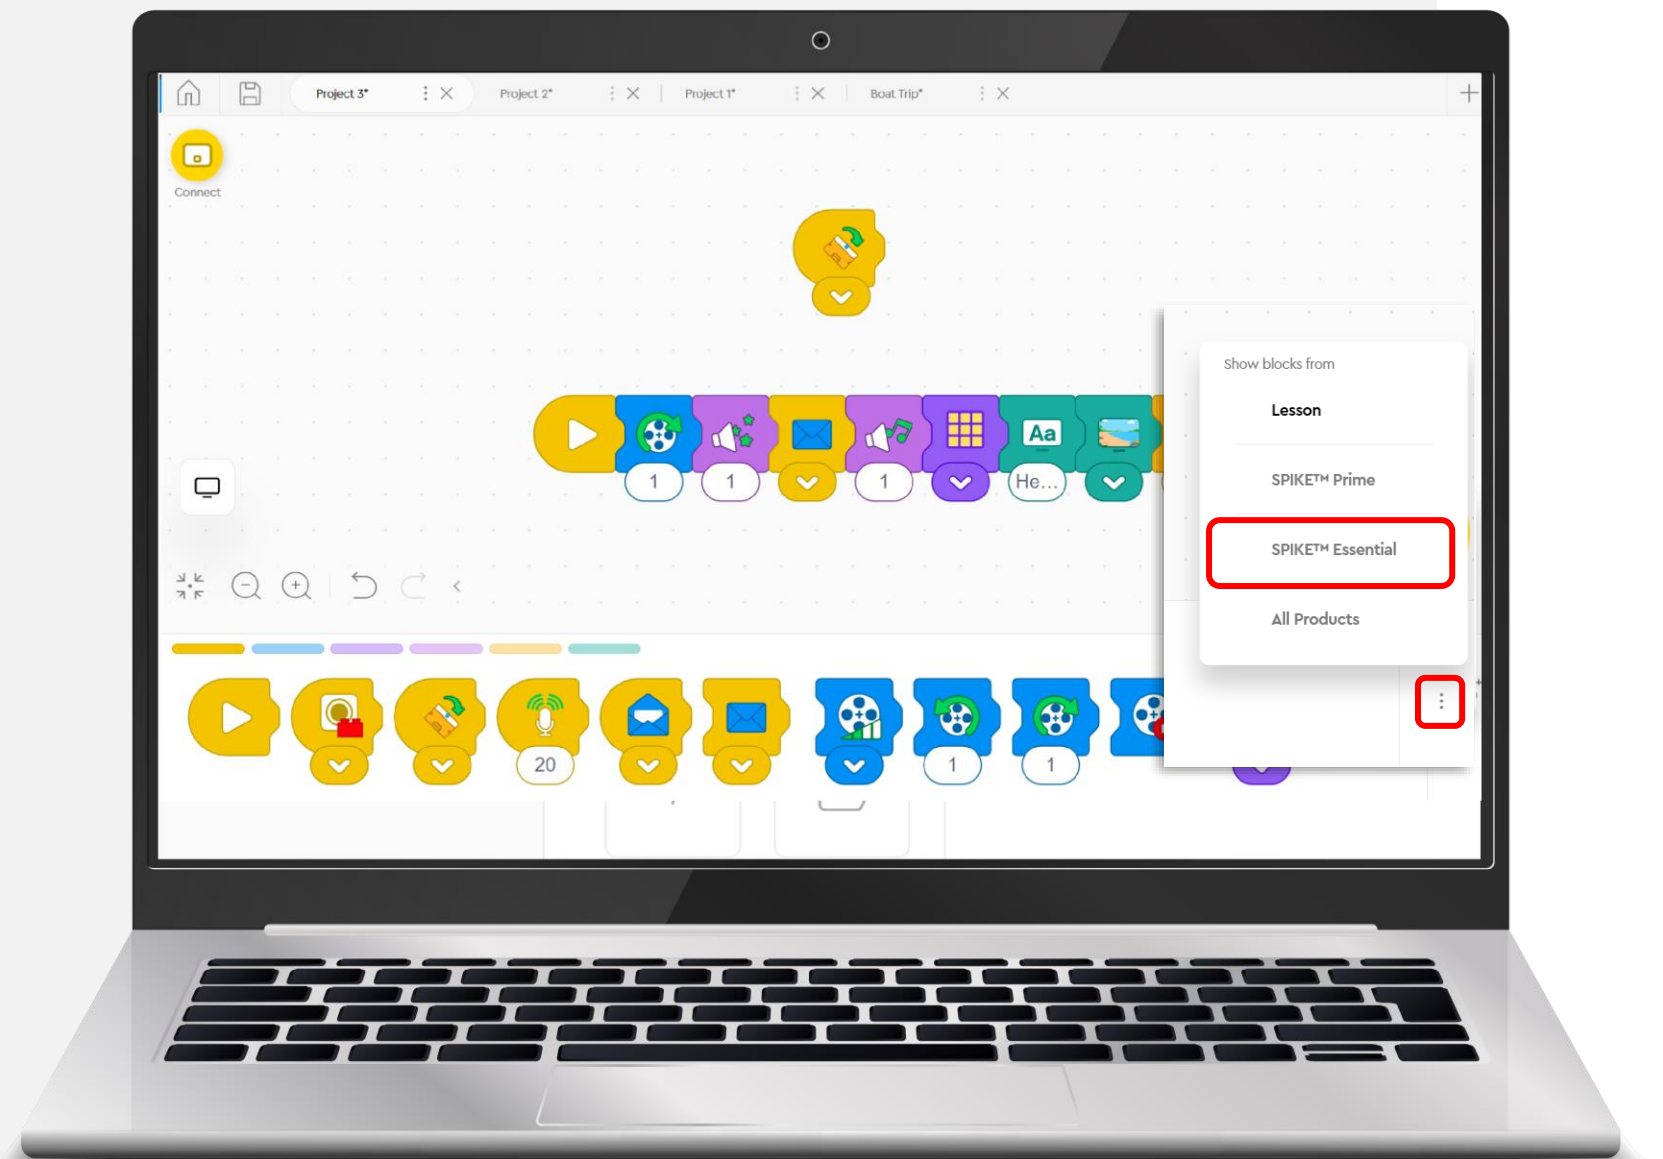 Project 3*
Project 2*
Project 1*
Boat Trip*
Connect
Show blocks from
Lesson
SPIKE™ Prime
SPIKE™ Essential
All Products
Aa
1
1
1
He...
20
1
1